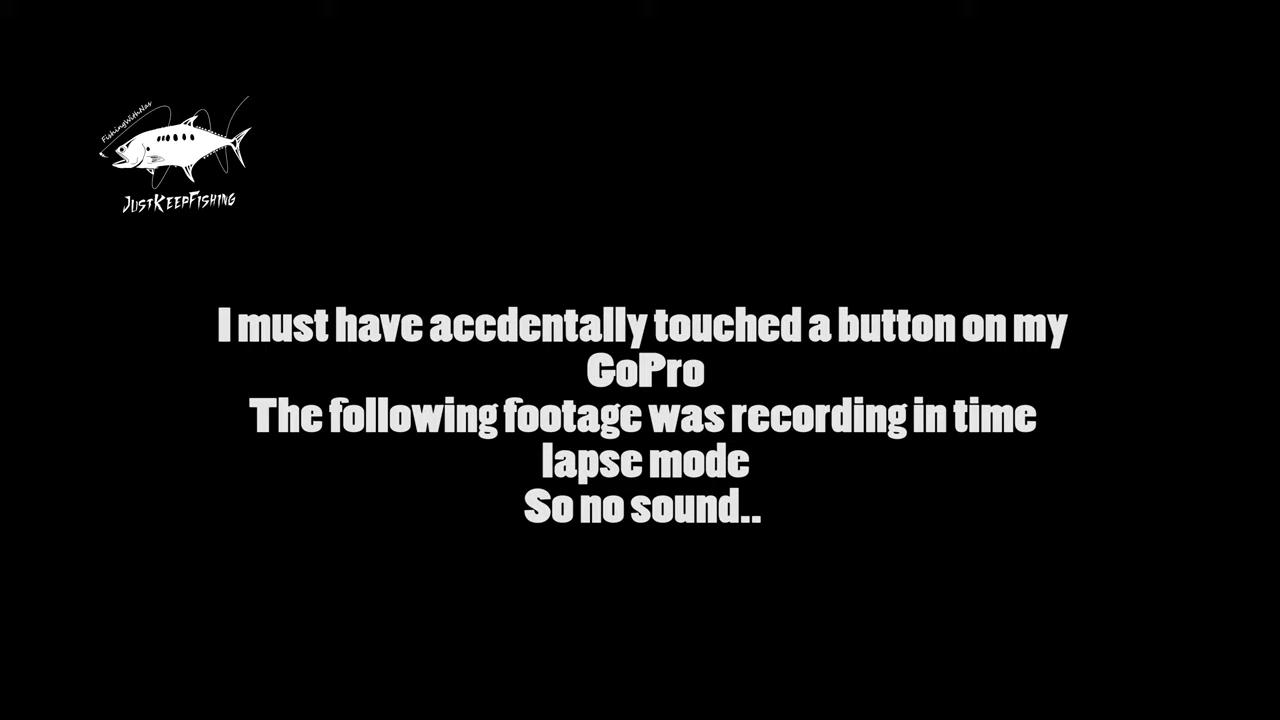 FishingWithNav
JustKeepFishing
I must have accdentally touched a button on my
GoPro
The following footage was recording in time
lapse mode
So no sound..